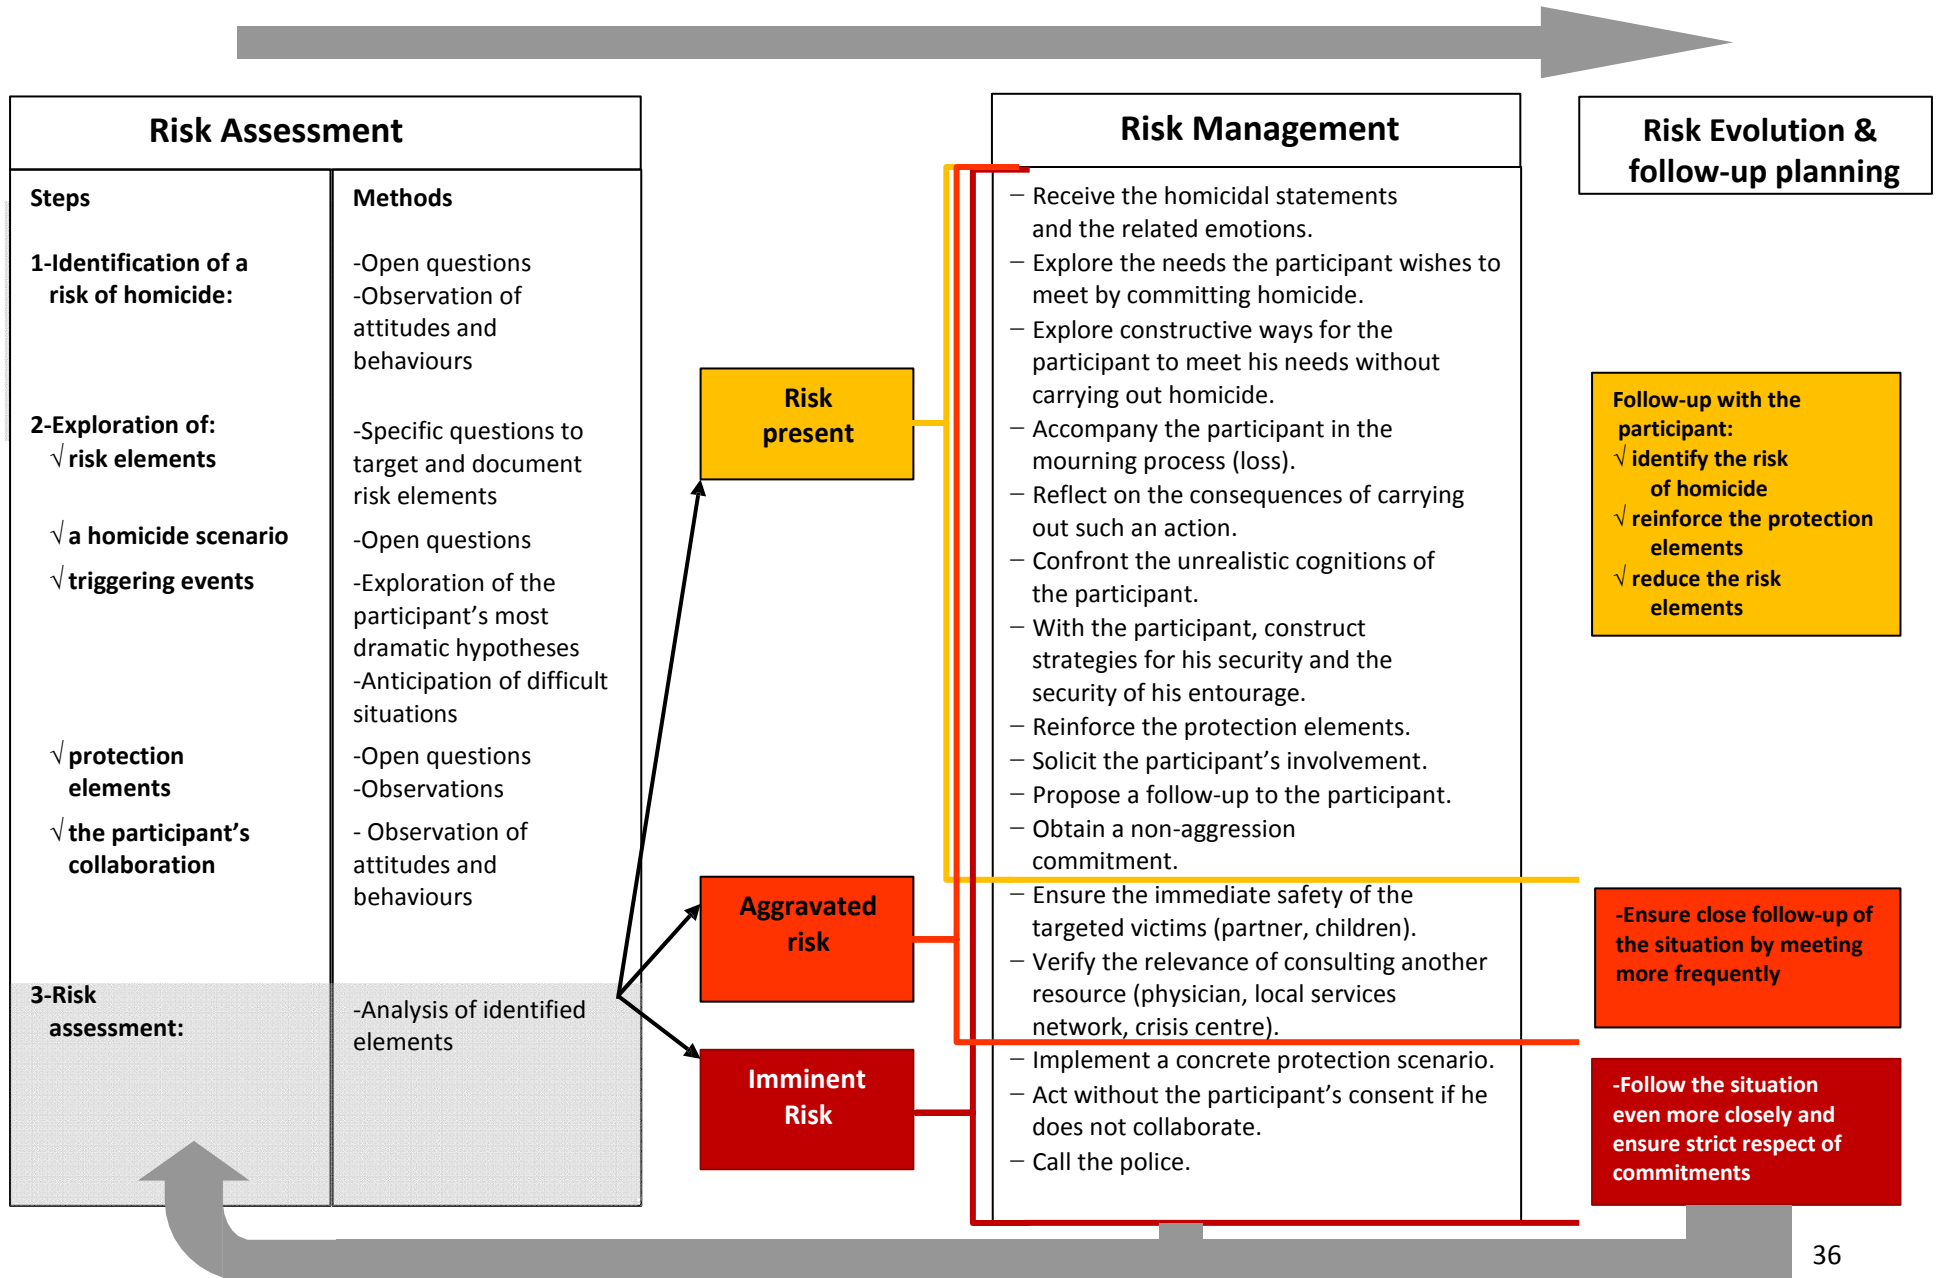 Risk Assessment
Steps
Methods
1-Identification of a
risk of homicide:
-Open questions
-Observation of
attitudes and
behaviours
2-Exploration of:
√ risk elements
-Specific questions to
target and document
risk elements
√ a homicide scenario
-Open questions
√ triggering events
-Exploration of the
participant’s most
dramatic hypotheses
-Anticipation of difficult
situations
√ protection
elements
-Open questions
-Observations
√ the participant’s
collaboration
- Observation of
attitudes and
behaviours
3-Risk
assessment:
-Analysis of identified
elements
Risk
present
Aggravated
risk
Imminent
Risk
Risk Management
– Receive the homicidal statements
and the related emotions.
– Explore the needs the participant wishes to
meet by committing homicide.
– Explore constructive ways for the
participant to meet his needs without
carrying out homicide.
– Accompany the participant in the
mourning process (loss).
– Reflect on the consequences of carrying
out such an action.
– Confront the unrealistic cognitions of
the participant.
– With the participant, construct
strategies for his security and the
security of his entourage.
– Reinforce the protection elements.
– Solicit the participant’s involvement.
– Propose a follow-up to the participant.
– Obtain a non-aggression
commitment.
– Ensure the immediate safety of the
targeted victims (partner, children).
– Verify the relevance of consulting another
resource (physician, local services
network, crisis centre).
– Implement a concrete protection scenario.
– Act without the participant’s consent if he
does not collaborate.
– Call the police.
Risk Evolution &
follow-up planning
Follow-up with the
participant:
√ identify the risk
of homicide
√ reinforce the protection
elements
√ reduce the risk
elements
-Ensure close follow-up of
the situation by meeting
more frequently
-Follow the situation
even more closely and
ensure strict respect of
commitments
36